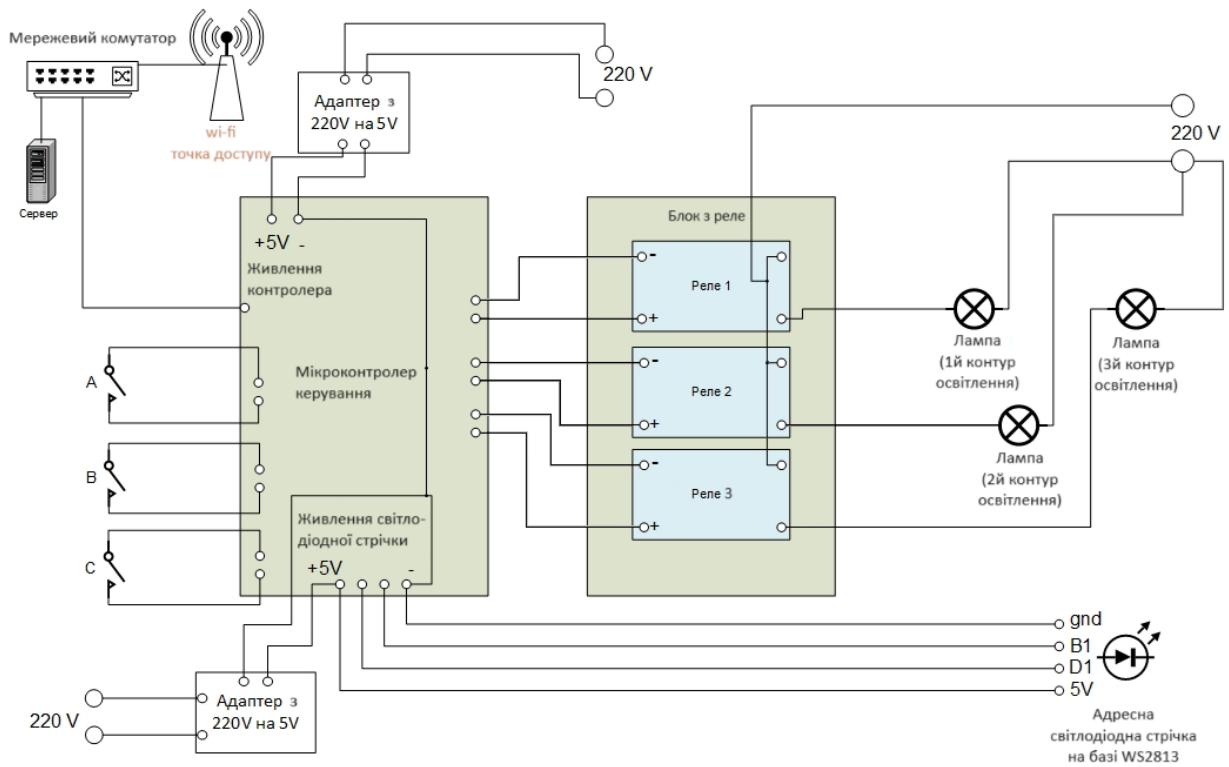 Мережевий комутатор
wi-fi
точка доступу
Сервер
Адаптер з
220V на 5V
220 V
220 V
+5V -
Живлення
контролера
Мікроконтролер
керування
A
B
C
Живлення світло-
діодної стрічки
+5V -
Блок з реле
-
Реле 1
+
-
Реле 2
+
-
Реле 3
+
Лампа
(1й контур
освітлення)
Лампа
(3й контур
освітлення)
Лампа
(2й контур
освітлення)
gnd
B1
D1
5V
Адресна
світлодіодна стрічка
на базі WS2813
220 V
Адаптер з
220V на 5V